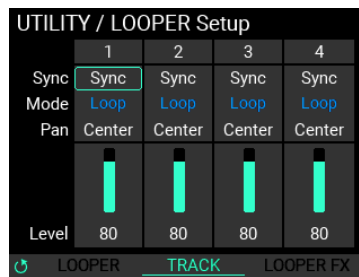 UTILITY / LOOPER Setup
1 2 3 4
Sync Sync Sync Sync Sync
Mode Loop Loop Loop Loop
Pan Center Center Center Center
Level 80 80 80 80
LOOPER TRACK LOOPER FX